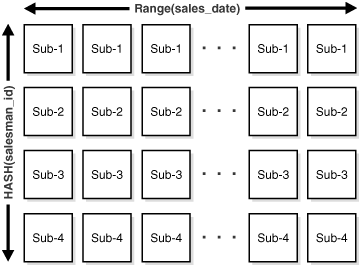 Range(sales_date)
HASH(salesman_id)
Sub-1 Sub-1 Sub-1 . . . Sub-1 Sub-1
Sub-2 Sub-2 Sub-2 . . . Sub-2 Sub-2
Sub-3 Sub-3 Sub-3 . . . Sub-3 Sub-3
Sub-4 Sub-4 Sub-4 . . . Sub-4 Sub-4